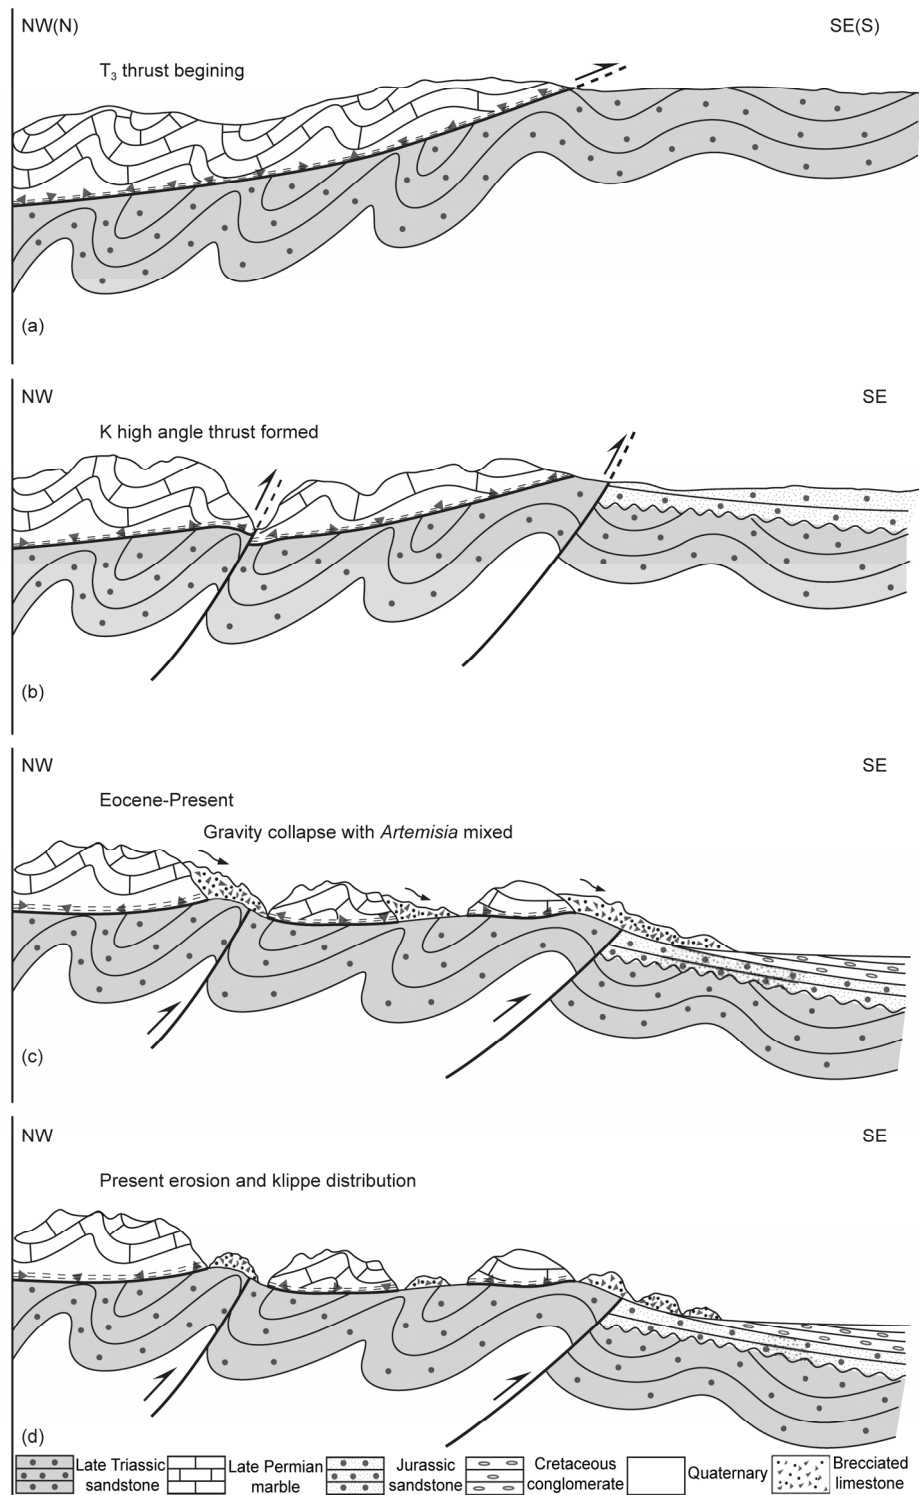 NW(N) SE(S)
T3 thrust begining
(a)
NW SE
K high angle thrust formed
(b)
NW SE
Eocene-Present
Gravity collapse with Artemisia mixed
(c)
NW SE
Present erosion and klippe distribution
(d)
Late Triassic sandstone
Late Permian marble
Jurassic sandstone
Cretaceous conglomerate
Quaternary
Brecciated limestone